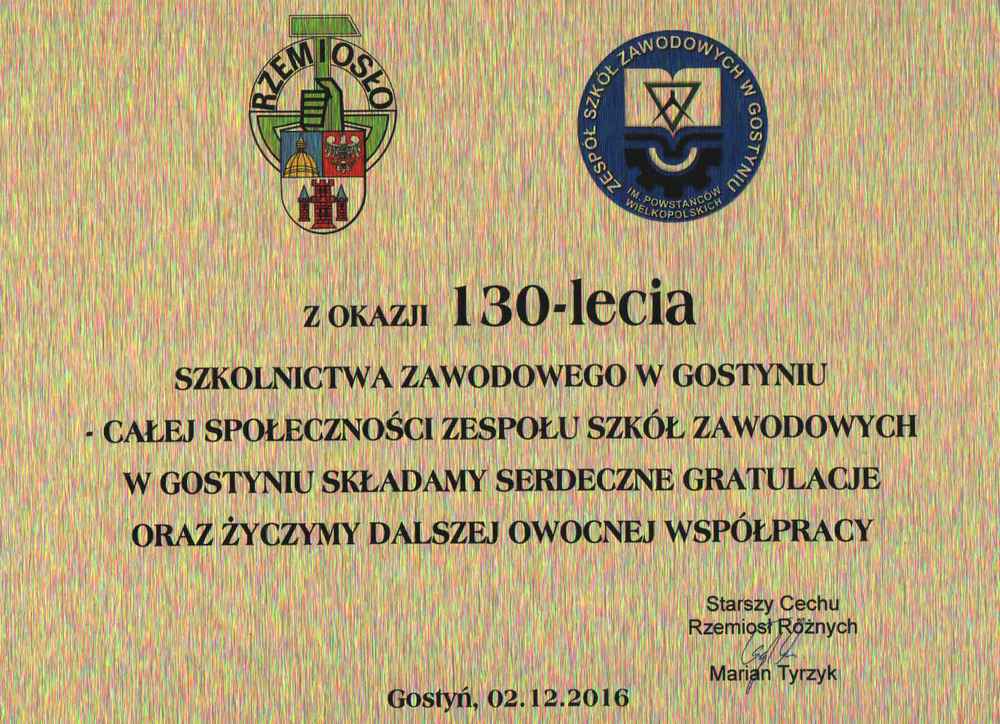 RZEMIOSŁO
ZESPÓŁ SZKÓŁ ZAWODOWYCH W GOSTYNIU
IM. POWSTAŃCÓW
WIELKOPOLSKICH
Z OKAZJI 130-lecia
SZKOLNICTWA ZAWODOWEGO W GOSTYNIU
- CAŁEJ SPOŁECZNOŚCI ZESPOŁU SZKÓŁ ZAWODOWYCH
W GOSTYNIU SKŁADAMY SERDECZNE GRATULACJE
ORAZ ŻYCZYMY DALSZEJ OWOCNEJ WSPÓŁPRACY
Starszy Cechu
Rzemiosł Różnych
Marian Tyrzyk
Gostyń, 02.12.2016